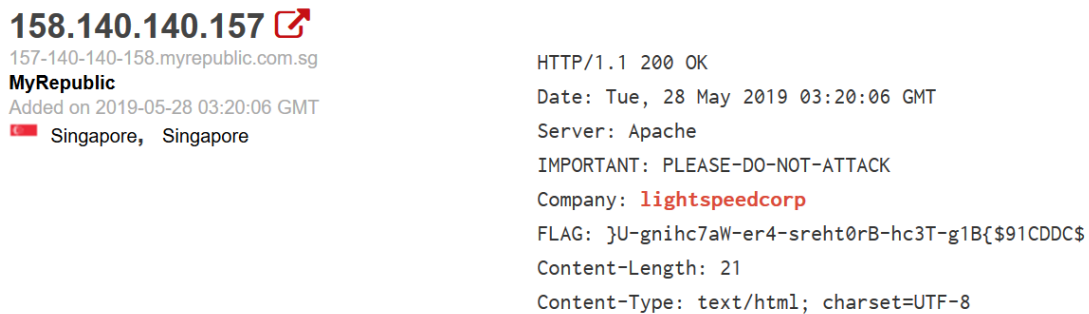 158.140.140.157
157-140-140-158.myrepublic.com.sg
MyRepublic
Added on 2019-05-28 03:20:06 GMT
Singapore, Singapore
HTTP/1.1 200 OK
Date: Tue, 28 May 2019 03:20:06 GMT
Server: Apache
IMPORTANT: PLEASE-DO-NOT-ATTACK
Company: lightspeedcorp
FLAG: }U-gnihc7aW-er4-sreht0rB-hc3T-g1B{$91CDDC$
Content-Length: 21
Content-Type: text/html; charset=UTF-8